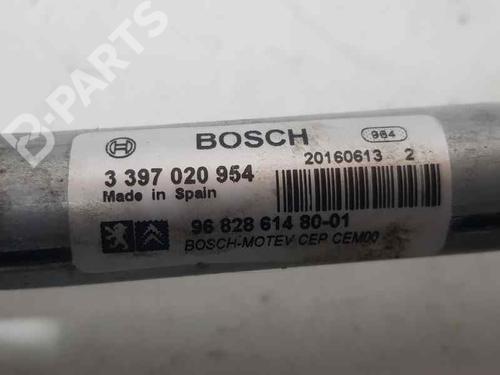 B-PARTS
BOSCH
964
3 397 020 954
Made in Spain
20160613 2
96 828 614 80-01
BOSCH-MOTEV CEP CEM00